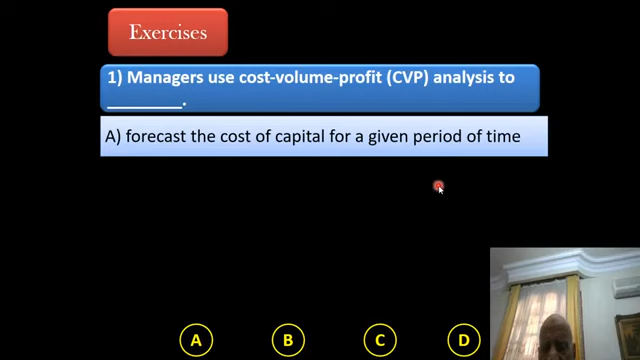 Exercises
1) Managers use cost-volume-profit (CVP) analysis to
________.
A) forecast the cost of capital for a given period of time
A B C D